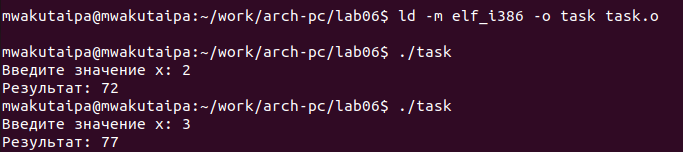 mwakutaipa@mwakutaipa:~/work/arch-pc/lab06$ ld -m elf_i386 -o task task.o
mwakutaipa@mwakutaipa:~/work/arch-pc/lab06$ ./task
Введите значение x: 2
Результат: 72
mwakutaipa@mwakutaipa:~/work/arch-pc/lab06$ ./task
Введите значение x: 3
Результат: 77